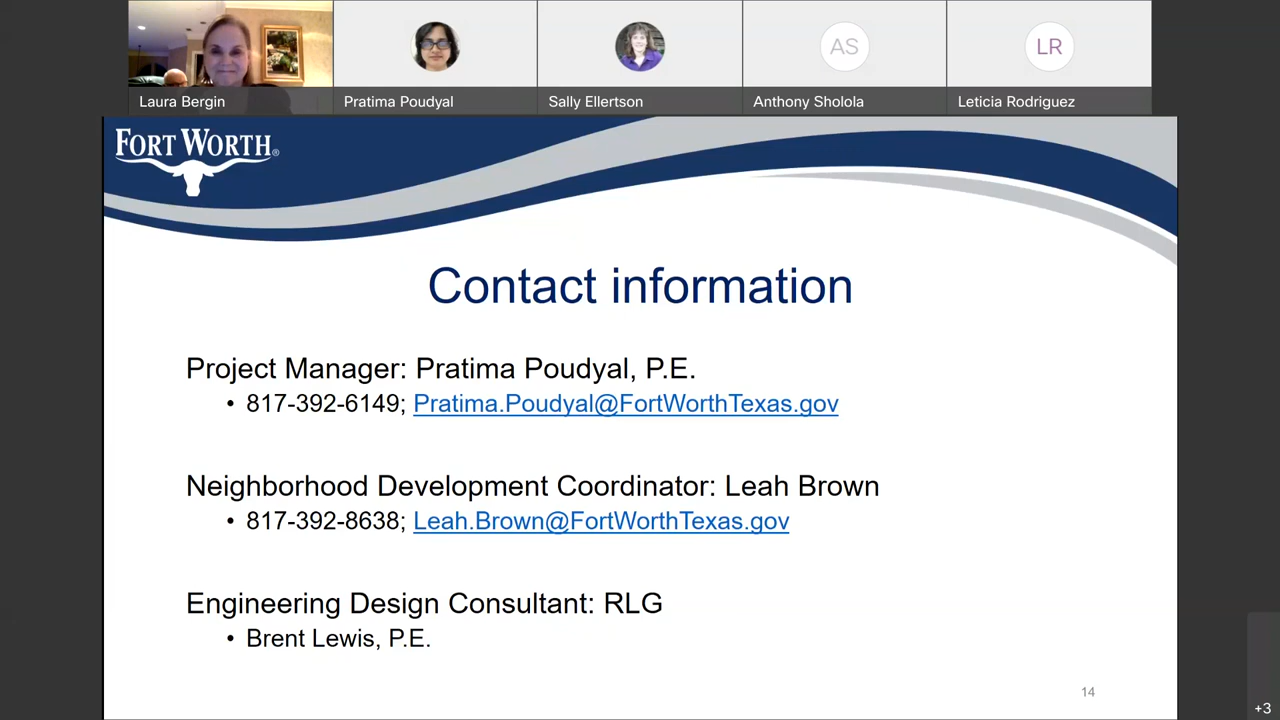 Laura Bergin
Pratima Poudyal
Sally Ellertson
AS
Anthony Sholola
LR
Leticia Rodriguez
FORT WORTH®
Contact information
Project Manager: Pratima Poudyal, P.E.
• 817-392-6149; Pratima.Poudyal@FortWorthTexas.gov
Neighborhood Development Coordinator: Leah Brown
• 817-392-8638; Leah.Brown@FortWorthTexas.gov
Engineering Design Consultant: RLG
• Brent Lewis, P.E.
14
+3